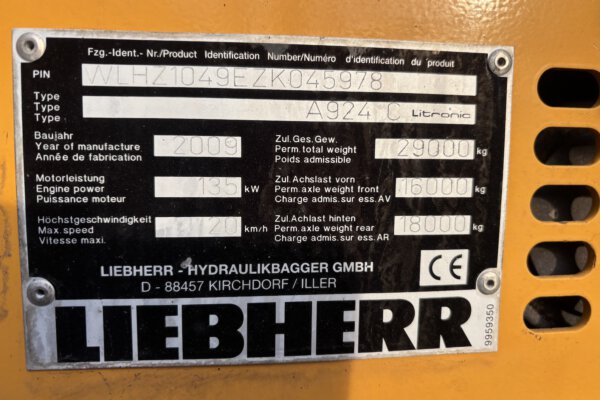 Fzg.-Ident.- Nr./Product Identification Number/Numéro d'identification du produit
PIN WLHZ1049EZK045978
Type
Type A924 C Litronic
Type
Baujahr
Year of manufacture 2009
Année de fabrication
Zul.Ges.Gew.
Perm.total weight 29000 kg
Poids admissible
Motorleistung
Engine power 135 kW
Puissance moteur
Zul.Achslast vorn
Perm.axle weight front 16000 kg
Charge admis.sur ess.AV
Höchstgeschwindigkeit
Max.speed 20 km/h
Vitesse maxi.
Zul.Achlast hinten
Perm.axle weight rear 18000 kg
Charge admis.sur ess.AR
LIEBHERR - HYDRAULIKBAGGER GMBH
D - 88457 KIRCHDORF / ILLER
CE
LIEBHERR
9959350